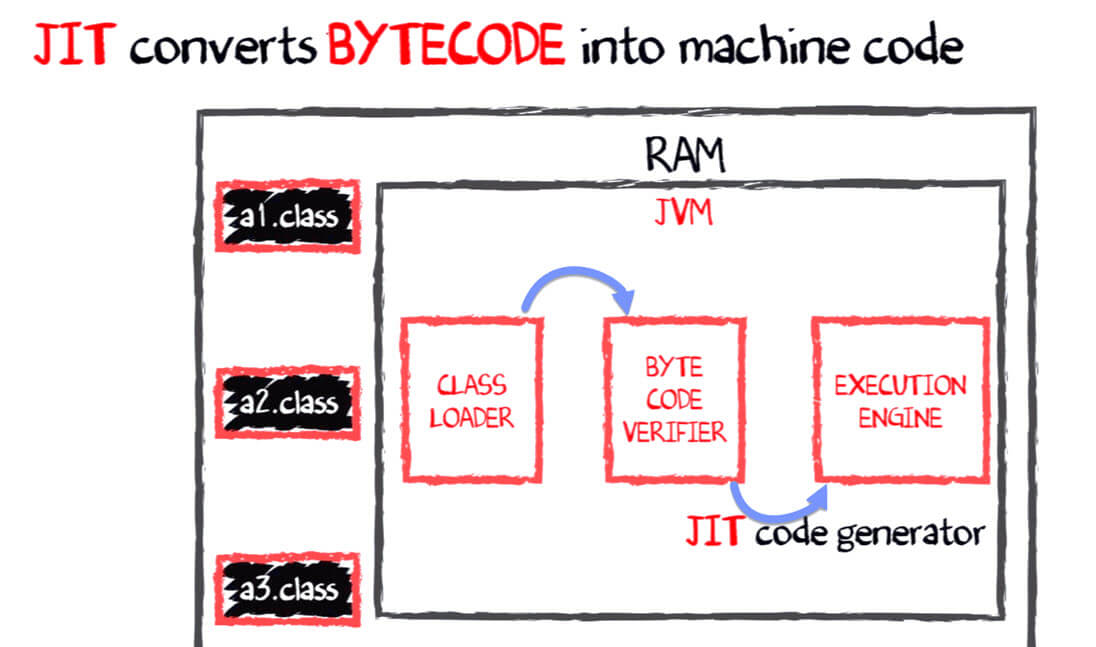 JIT converts BYTECODE into machine code
RAM
JVM
a1.class
a2.class
a3.class
CLASS
LOADER
BYTE
CODE
VERIFIER
EXECUTION
ENGINE
JIT code generator